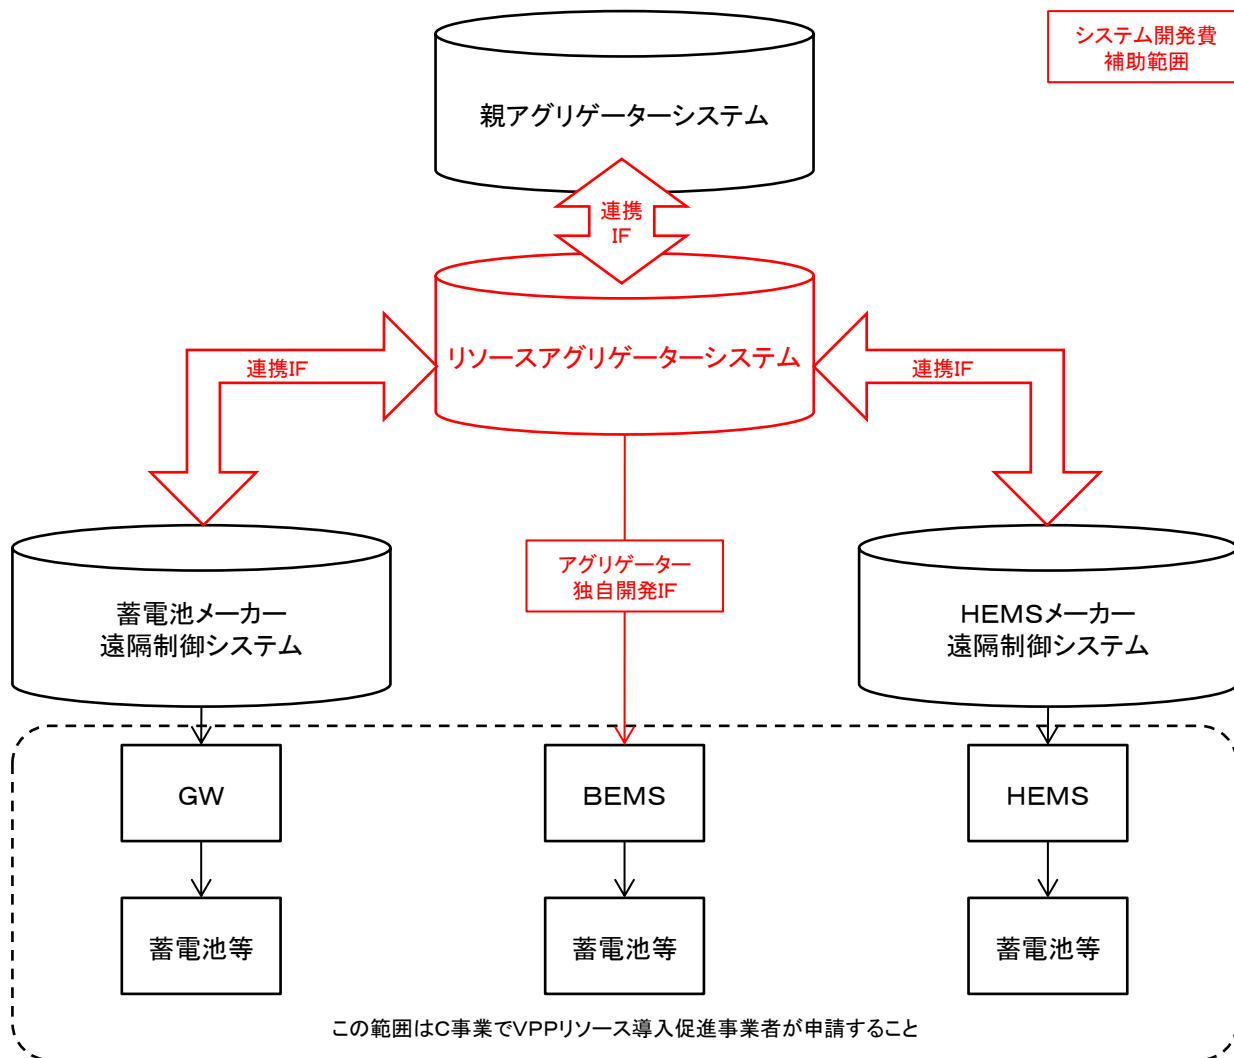 システム開発費
補助範囲
親アグリゲーターシステム
連携
IF
リソースアグリゲーターシステム
連携IF
連携IF
アグリゲーター
独自開発IF
蓄電池メーカー
遠隔制御システム
HEMSメーカー
遠隔制御システム
GW
BEMS
HEMS
蓄電池等
蓄電池等
蓄電池等
この範囲はC事業でVPPリソース導入促進事業者が申請すること